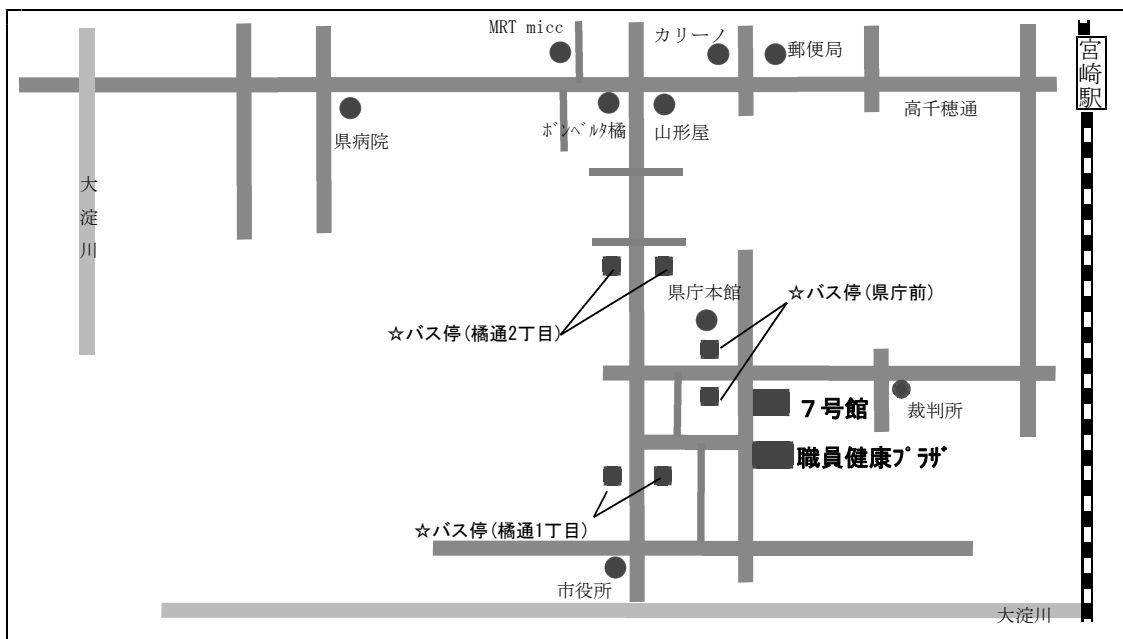 MRT micc
カリーノ
郵便局
宮崎駅
高千穂通
県病院
ﾎﾞﾝﾍﾞﾙﾀ橘
山形屋
大淀川
県庁本館
☆バス停(県庁前)
☆バス停(橘通2丁目)
7号館
裁判所
職員健康ﾌﾟﾗｻﾞ
☆バス停(橘通1丁目)
市役所
大淀川